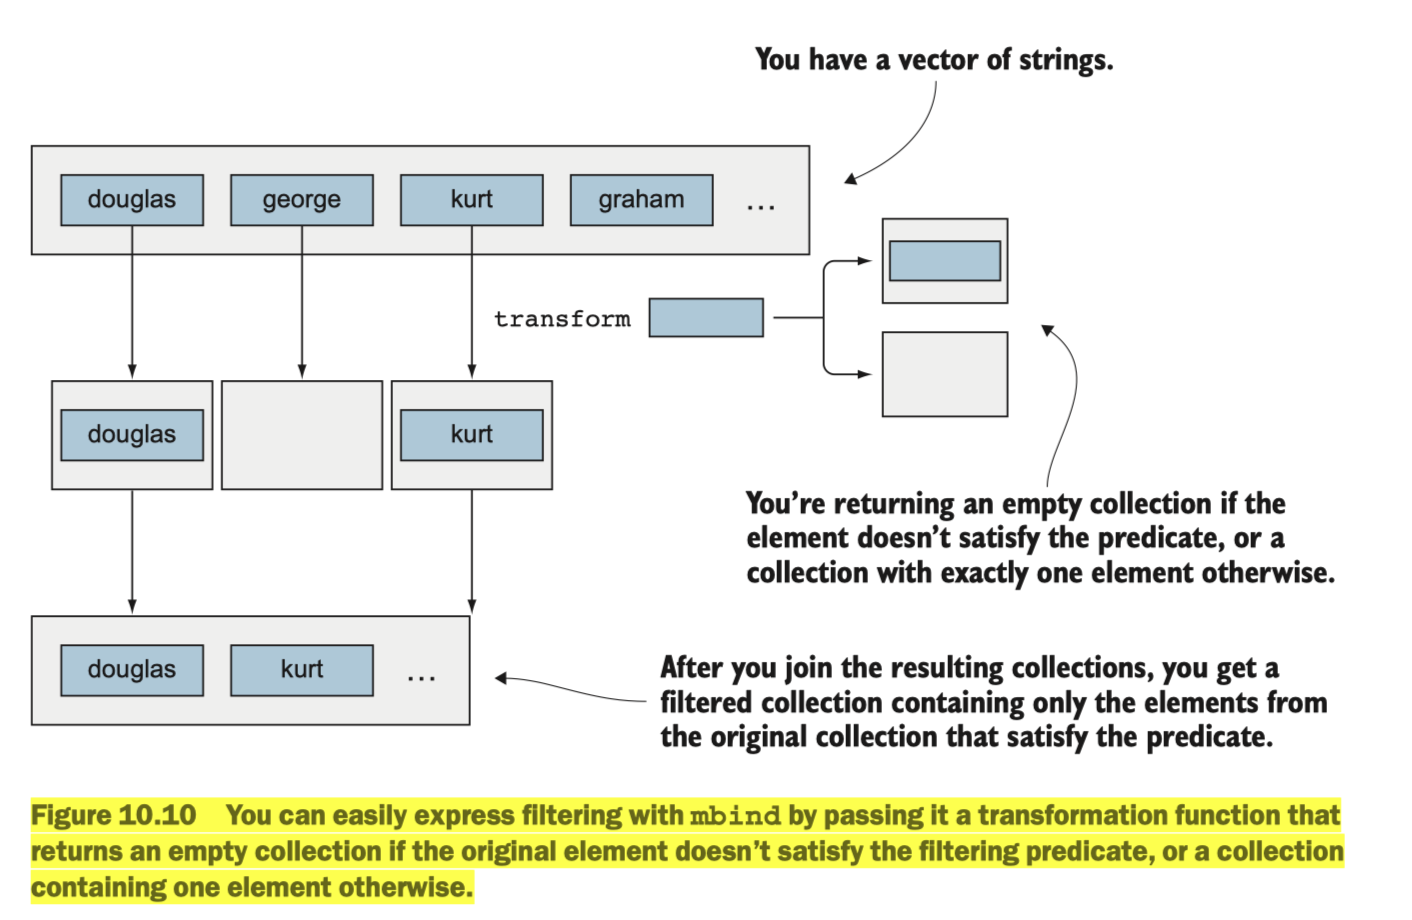 You have a vector of strings.
douglas george kurt graham ...
transform
douglas kurt
You’re returning an empty collection if the
element doesn’t satisfy the predicate, or a
collection with exactly one element otherwise.
douglas kurt ...
After you join the resulting collections, you get a
filtered collection containing only the elements from
the original collection that satisfy the predicate.
Figure 10.10 You can easily express filtering with mbind by passing it a transformation function that
returns an empty collection if the original element doesn’t satisfy the filtering predicate, or a collection
containing one element otherwise.